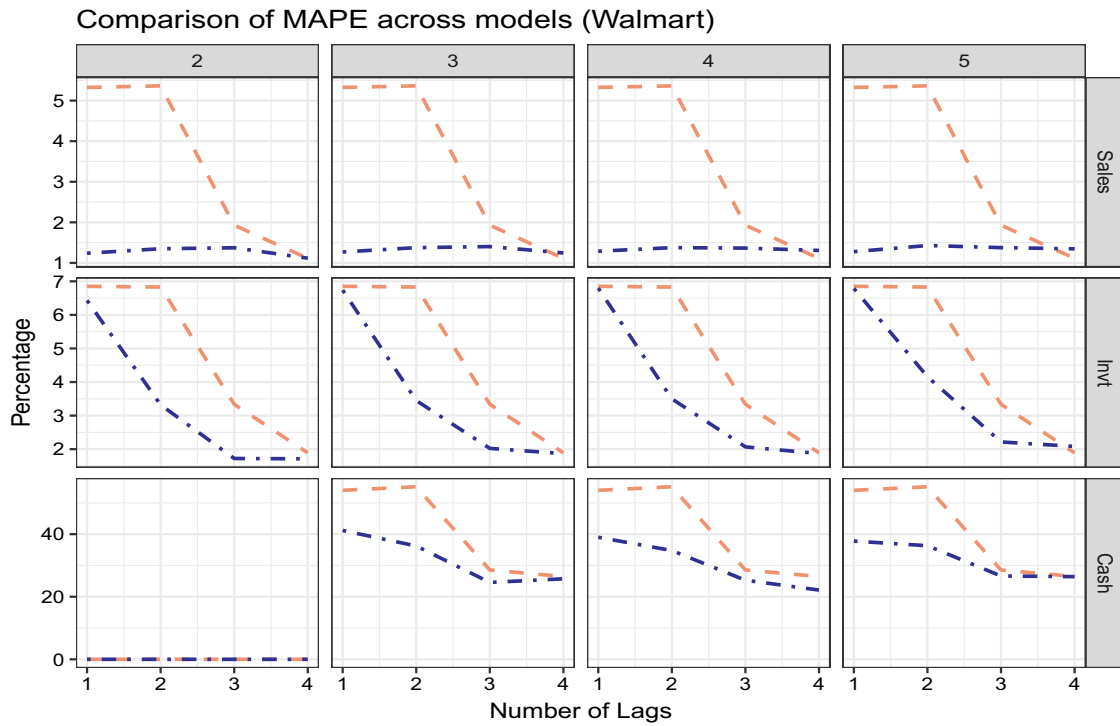 Comparison of MAPE across models (Walmart)
2 3 4 5
5
4
3
2
1
Sales
7
6
5
4
3
2
Invt
Percentage
40
20
0
Cash
1 2 3 4 1 2 3 4 1 2 3 4 1 2 3 4
Number of Lags